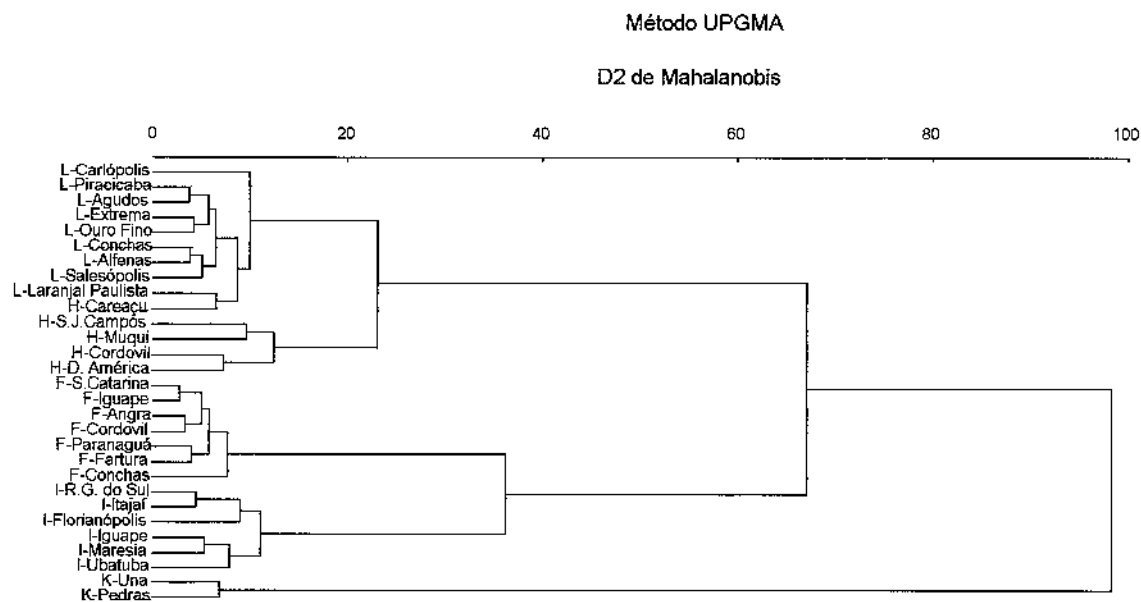 Método UPGMA
D2 de Mahalanobis
0 20 40 60 80 100
L-Carlópolis
L-Piracicaba
L-Agudos
L-Extrema
L-Ouro Fino
L-Conchas
L-Alfenas
L-Salesópolis
L-Laranjal Paulista
H-Careaçu
H-S.J.Campos
H-Muqui
H-Cordovil
H-D. América
F-S.Catarina
F-Iguape
F-Angra
F-Cordovil
F-Paranaguá
F-Fartura
F-Conchas
I-R.G. do Sul
I-Itajaí
I-Florianópolis
I-Iguape
I-Maresia
I-Ubatuba
K-Una
K-Pedras